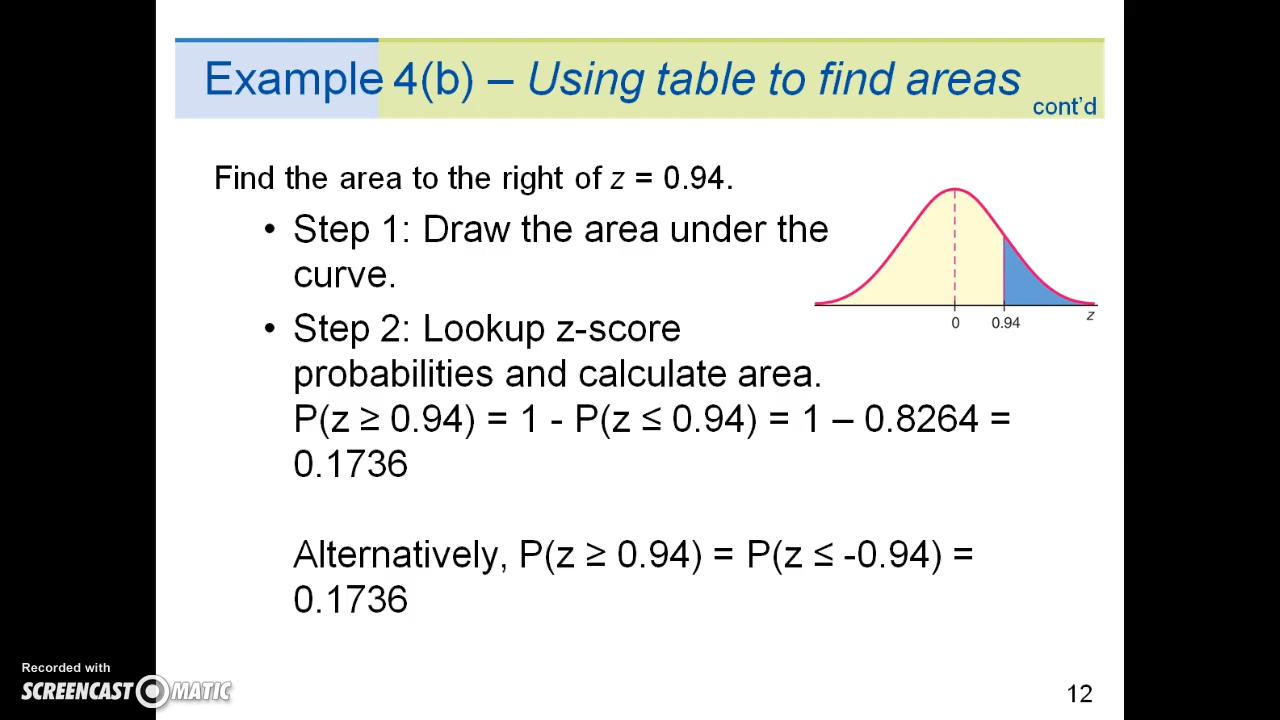 Example 4(b) – Using table to find areas
cont'd
Find the area to the right of z = 0.94.
• Step 1: Draw the area under the
curve.
• Step 2: Lookup z-score
probabilities and calculate area.
P(z ≥ 0.94) = 1 - P(z ≤ 0.94) = 1 – 0.8264 =
0.1736
Alternatively, P(z ≥ 0.94) = P(z ≤ -0.94) =
0.1736
0 0.94 z
Recorded with
SCREENCAST MATIC
12